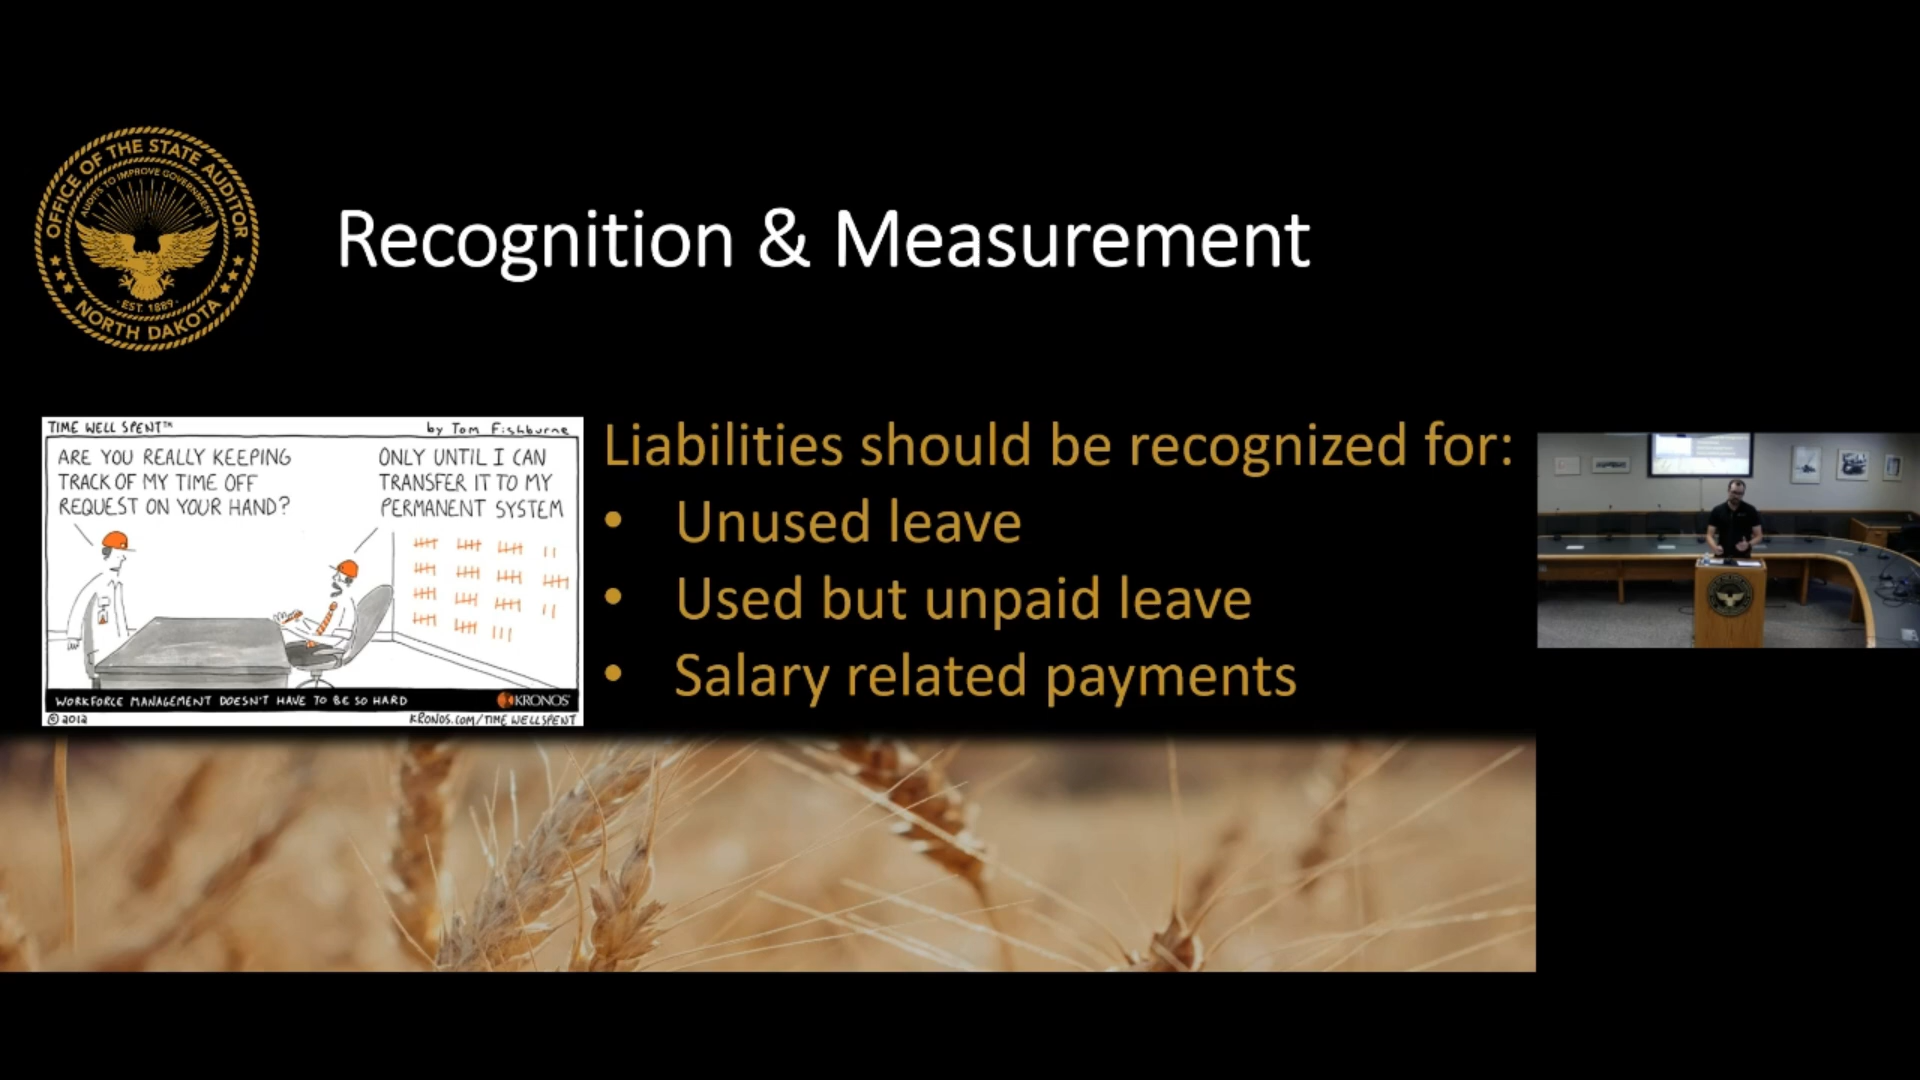 OFFICE OF THE STATE AUDITOR
AUDITS TO IMPROVE GOVERNMENT
EST. 1889
NORTH DAKOTA
Recognition & Measurement
TIME WELL SPENT™
by Tom Fishburne
ARE YOU REALLY KEEPING
TRACK OF MY TIME OFF
REQUEST ON YOUR HAND?
ONLY UNTIL I CAN
TRANSFER IT TO MY
PERMANENT SYSTEM
WORKFORCE MANAGEMENT DOESN'T HAVE TO BE SO HARD
KRONOS
© 2012
KRONOS.COM/TIMEWELLSPENT
Liabilities should be recognized for:
• Unused leave
• Used but unpaid leave
• Salary related payments